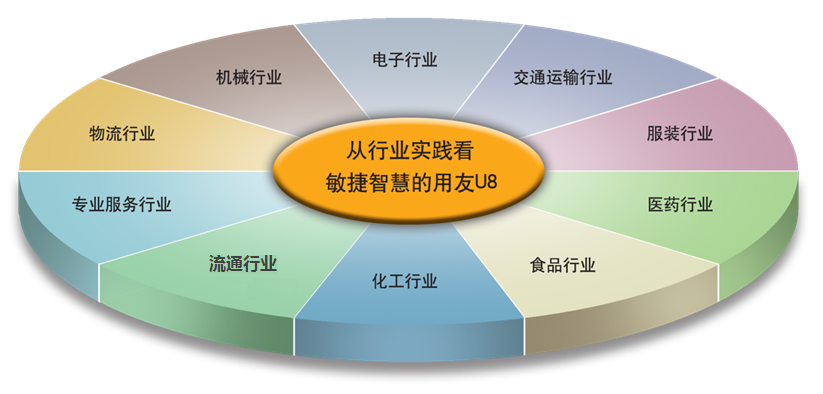 电子行业
机械行业
交通运输行业
物流行业
服装行业
从行业实践看
敏捷智慧的用友U8
专业服务行业
医药行业
流通行业
食品行业
化工行业